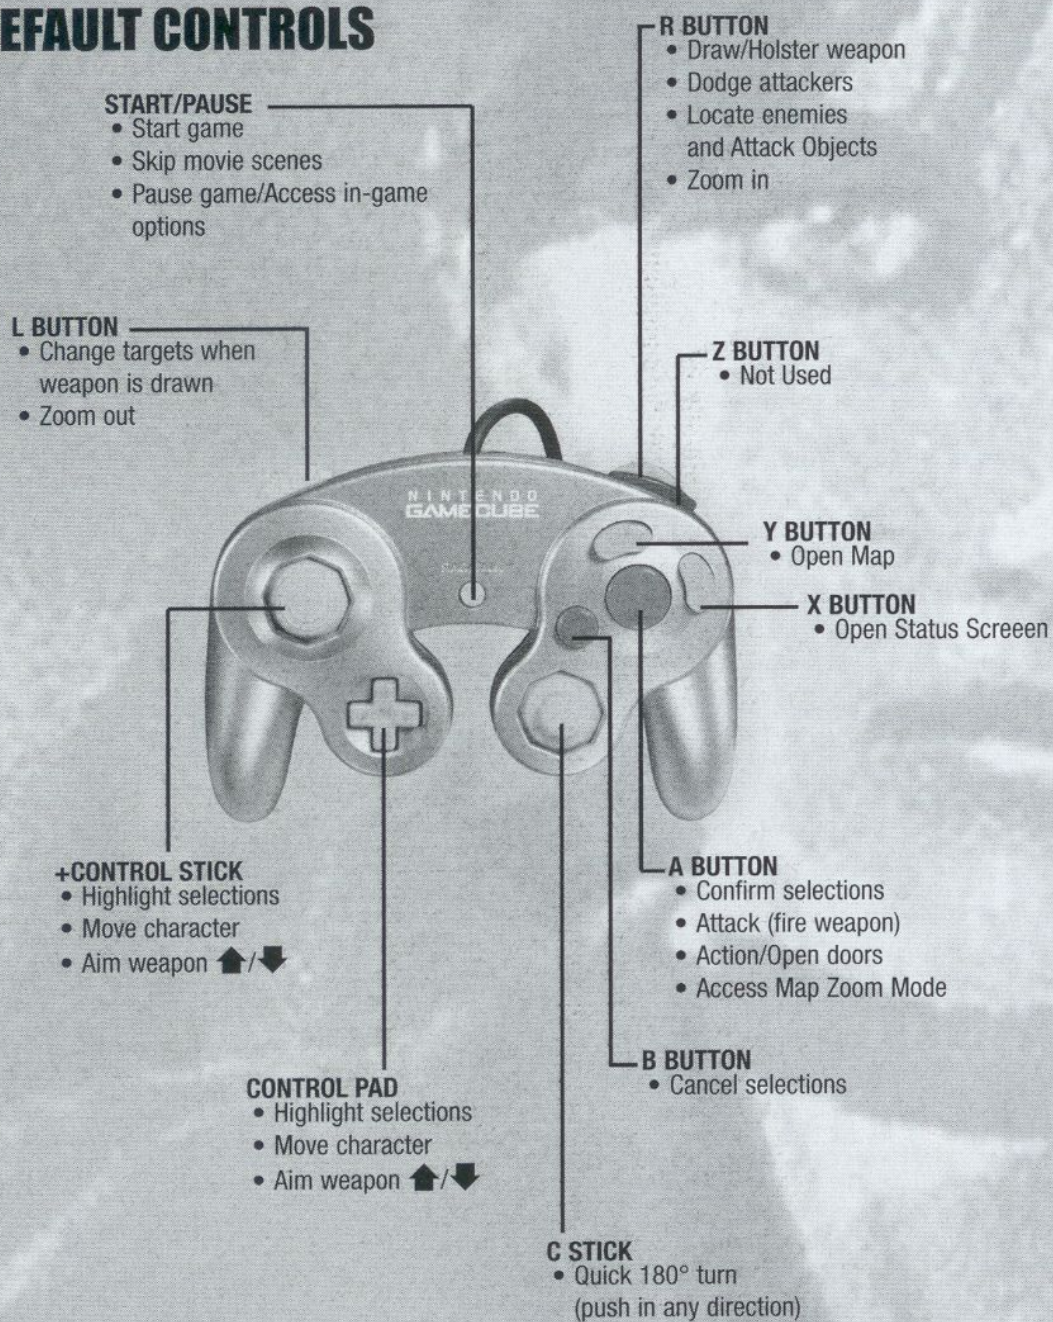 EFAULT CONTROLS
START/PAUSE
• Start game
• Skip movie scenes
• Pause game/Access in-game
options
R BUTTON
• Draw/Holster weapon
• Dodge attackers
• Locate enemies
and Attack Objects
• Zoom in
L BUTTON
• Change targets when
weapon is drawn
• Zoom out
Z BUTTON
• Not Used
NINTENDO
GAMECUBE
Y BUTTON
• Open Map
X BUTTON
• Open Status Screeen
+CONTROL STICK
• Highlight selections
• Move character
• Aim weapon ⬆/⬇
A BUTTON
• Confirm selections
• Attack (fire weapon)
• Action/Open doors
• Access Map Zoom Mode
B BUTTON
• Cancel selections
CONTROL PAD
• Highlight selections
• Move character
• Aim weapon ⬆/⬇
C STICK
• Quick 180° turn
(push in any direction)